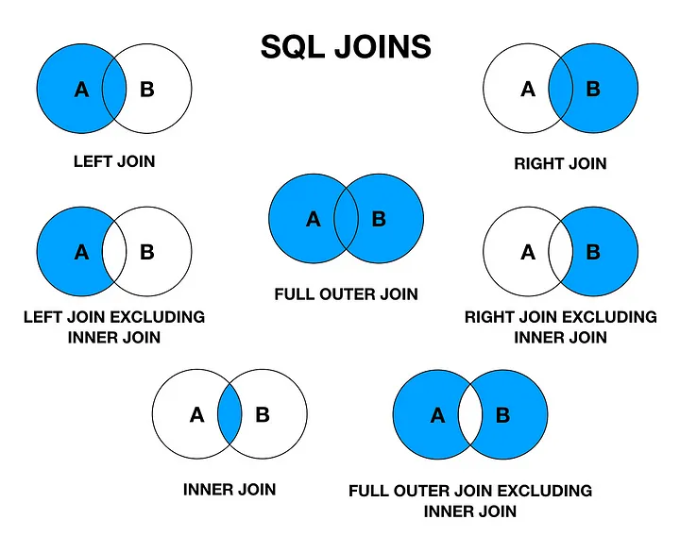 SQL JOINS
A B
LEFT JOIN
A B
RIGHT JOIN
A B
FULL OUTER JOIN
A B
LEFT JOIN EXCLUDING
INNER JOIN
A B
RIGHT JOIN EXCLUDING
INNER JOIN
A B
INNER JOIN
A B
FULL OUTER JOIN EXCLUDING
INNER JOIN